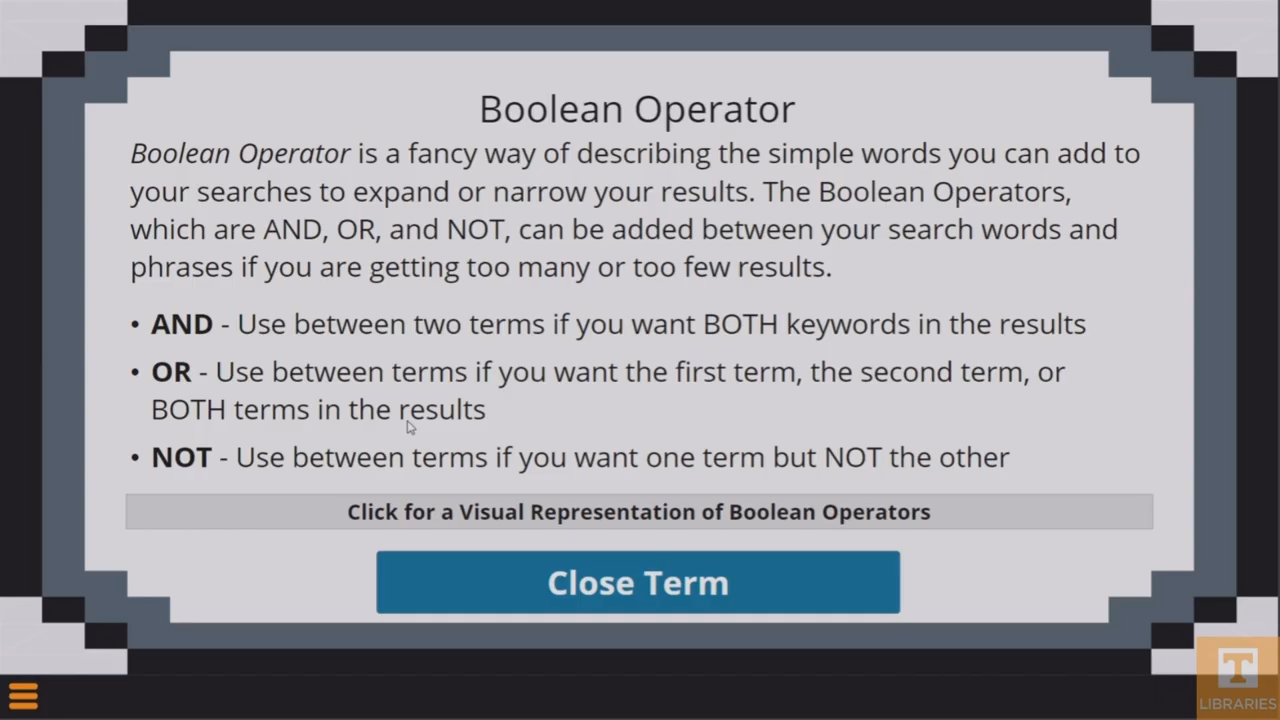 Boolean Operator
Boolean Operator is a fancy way of describing the simple words you can add to
your searches to expand or narrow your results. The Boolean Operators,
which are AND, OR, and NOT, can be added between your search words and
phrases if you are getting too many or too few results.
• AND - Use between two terms if you want BOTH keywords in the results
• OR - Use between terms if you want the first term, the second term, or
BOTH terms in the results
• NOT - Use between terms if you want one term but NOT the other
Click for a Visual Representation of Boolean Operators
Close Term
T
LIBRARIES